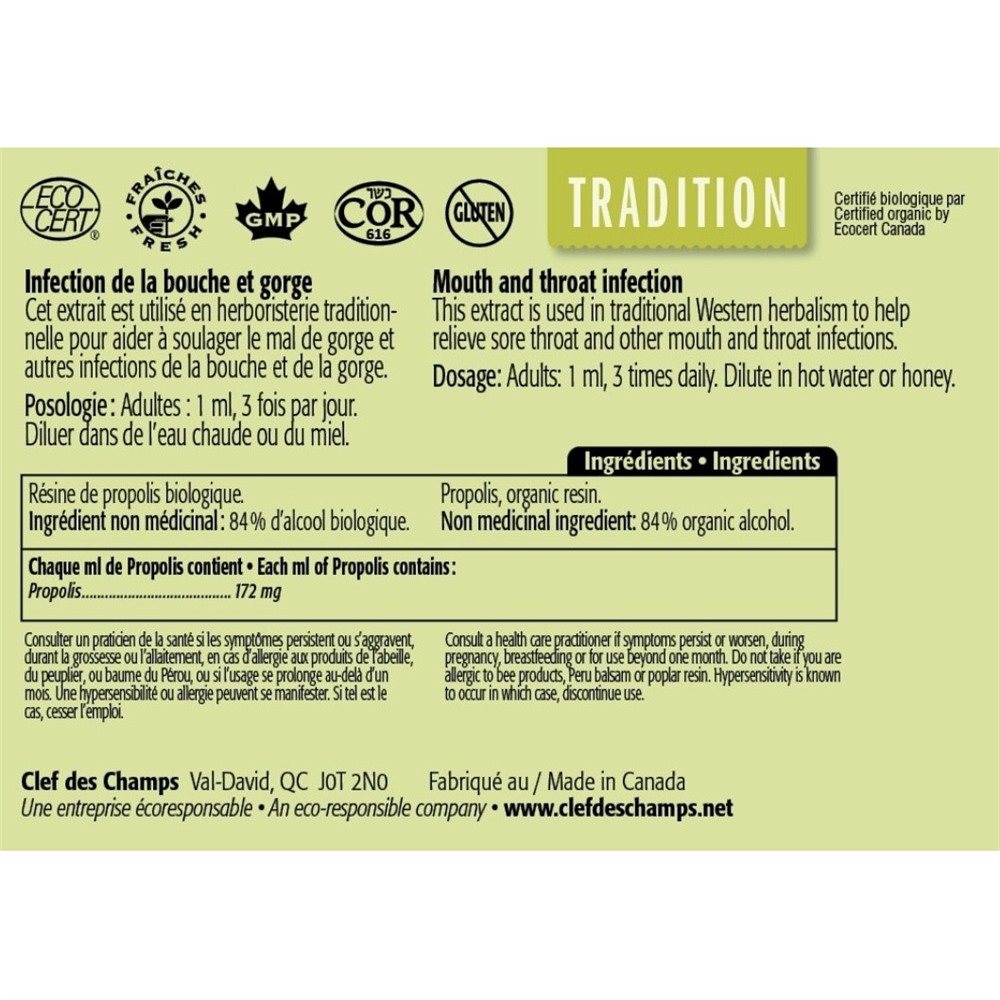 ECO
CERT®
FRAÎCHES
FRESH
GMP
כשר
COR
616
GLUTEN
TRADITION
Certifié biologique par
Certified organic by
Ecocert Canada
Infection de la bouche et gorge
Cet extrait est utilisé en herboristerie tradition-
nelle pour aider à soulager le mal de gorge et
autres infections de la bouche et de la gorge.
Posologie : Adultes : 1 ml, 3 fois par jour.
Diluer dans de l'eau chaude ou du miel.
Mouth and throat infection
This extract is used in traditional Western herbalism to help
relieve sore throat and other mouth and throat infections.
Dosage: Adults: 1 ml, 3 times daily. Dilute in hot water or honey.
Ingrédients • Ingredients
Résine de propolis biologique.
Ingrédient non médicinal : 84 % d'alcool biologique.
Propolis, organic resin.
Non medicinal ingredient: 84 % organic alcohol.
Chaque ml de Propolis contient • Each ml of Propolis contains :
Propolis....................................... 172 mg
Consulter un praticien de la santé si les symptômes persistent ou s'aggravent,
durant la grossesse ou l'allaitement, en cas d'allergie aux produits de l'abeille,
du peuplier, ou baume du Pérou, ou si l'usage se prolonge au-delà d'un
mois. Une hypersensibilité ou allergie peuvent se manifester. Si tel est le
cas, cesser l'emploi.
Consult a health care practitioner if symptoms persist or worsen, during
pregnancy, breastfeeding or for use beyond one month. Do not take if you are
allergic to bee products, Peru balsam or poplar resin. Hypersensitivity is known
to occur in which case, discontinue use.
Clef des Champs Val-David, QC J0T 2N0 Fabriqué au / Made in Canada
Une entreprise écoresponsable • An eco-responsible company • www.clefdeschamps.net